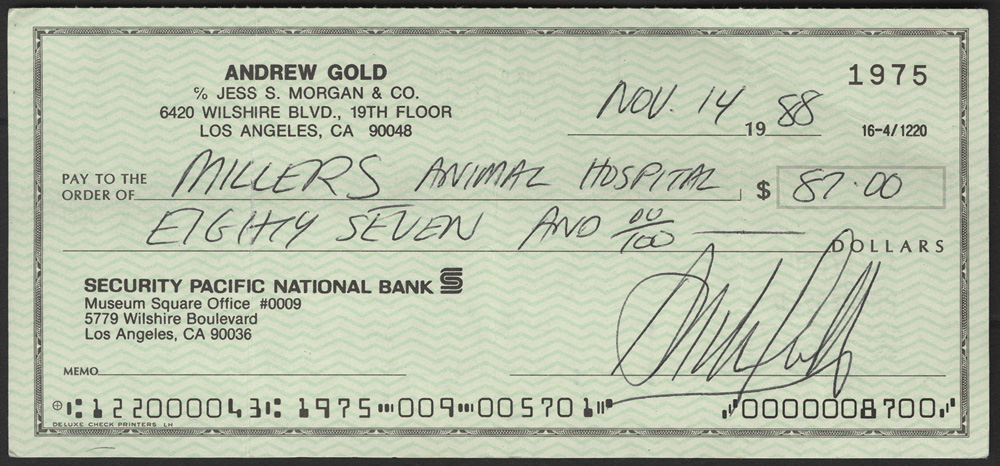 ANDREW GOLD
℅ JESS S. MORGAN & CO.
6420 WILSHIRE BLVD., 19TH FLOOR
LOS ANGELES, CA 90048
1975
NOV. 14 1988
16-4/1220
PAY TO THE
ORDER OF MILLERS ANIMAL HOSPITAL $ 87.00
EIGHTY SEVEN AND 00/100 DOLLARS
SECURITY PACIFIC NATIONAL BANK
Museum Square Office #0009
5779 Wilshire Boulevard
Los Angeles, CA 90036
MEMO
⑆122000043⑆ 1975⑈009⑈005701⑈ ⑇0000008700⑇
DELUXE CHECK PRINTERS LH